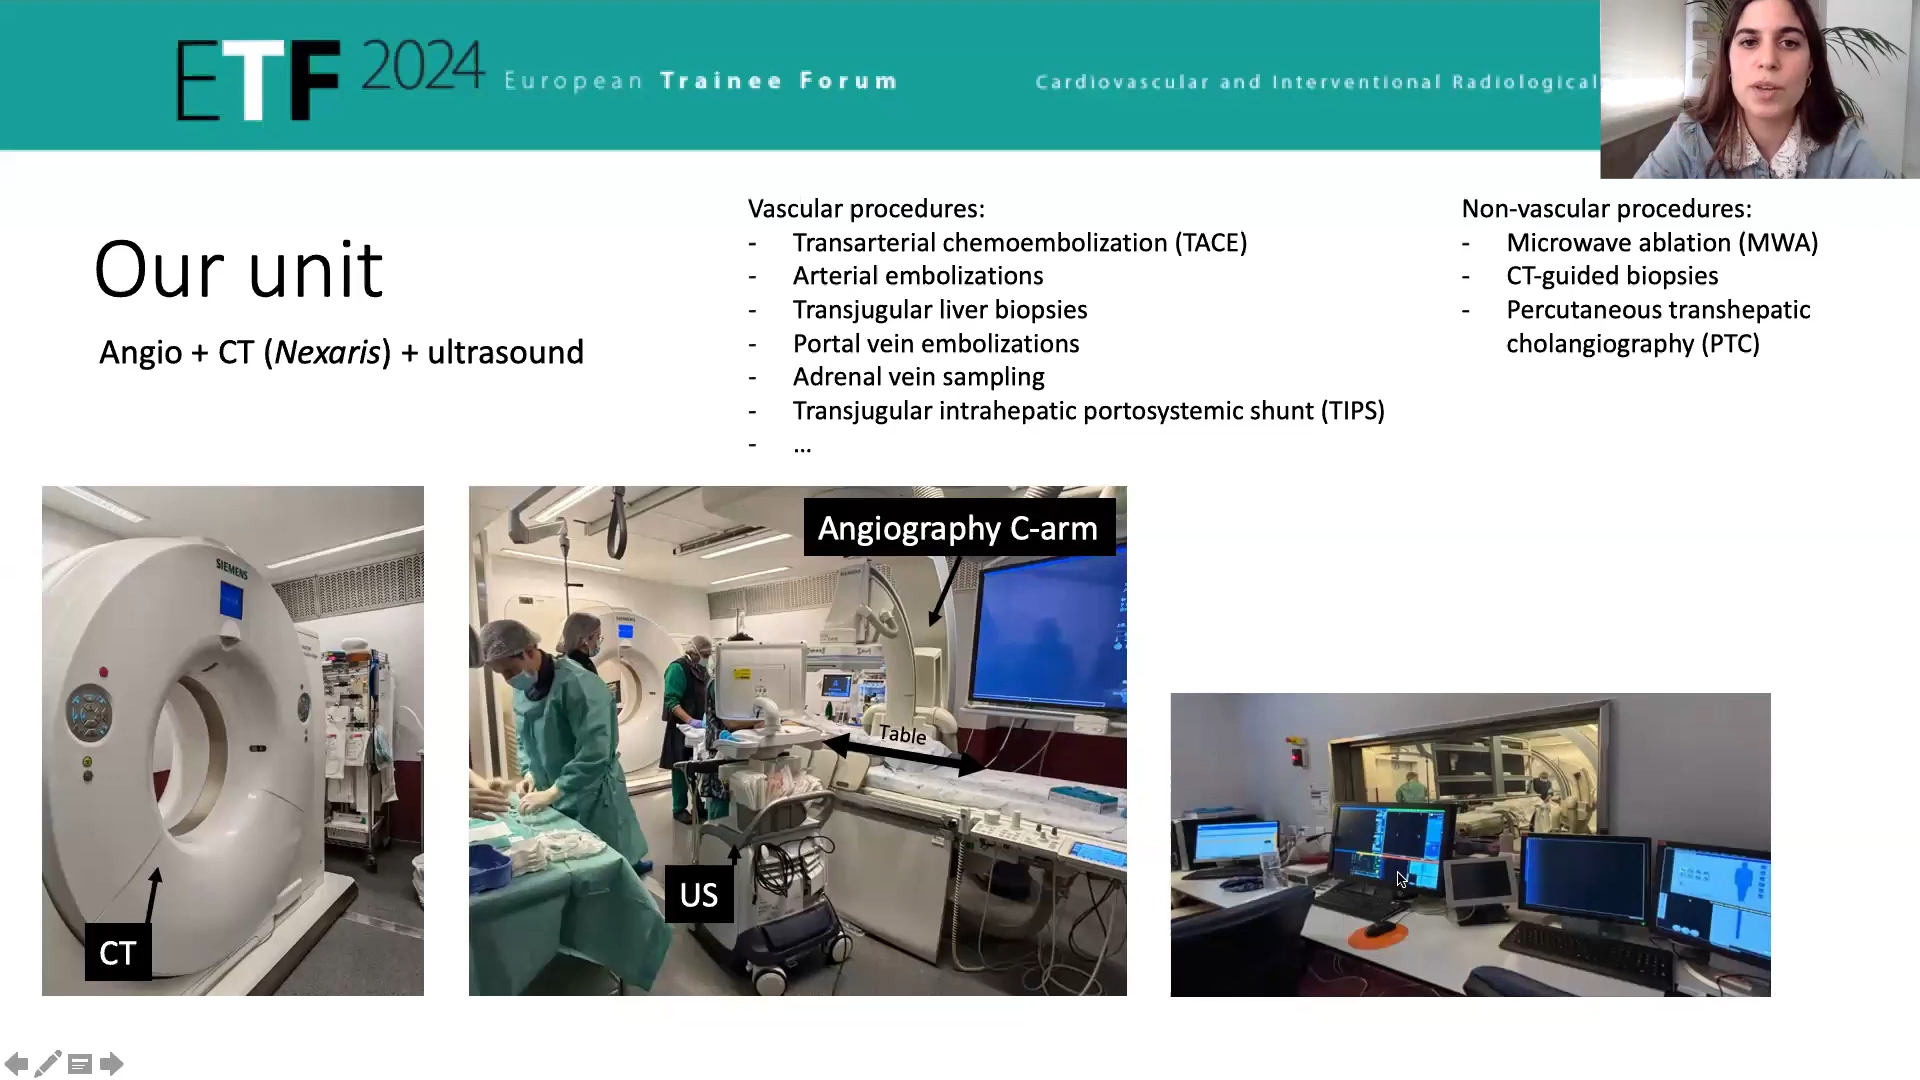 ETF 2024 European Trainee Forum
Cardiovascular and Interventional Radiological
Our unit
Angio + CT (Nexaris) + ultrasound
Vascular procedures:
- Transarterial chemoembolization (TACE)
- Arterial embolizations
- Transjugular liver biopsies
- Portal vein embolizations
- Adrenal vein sampling
- Transjugular intrahepatic portosystemic shunt (TIPS)
- ...
Non-vascular procedures:
- Microwave ablation (MWA)
- CT-guided biopsies
- Percutaneous transhepatic
cholangiography (PTC)
SIEMENS
CT
Angiography C-arm
SIEMENS
Table
US